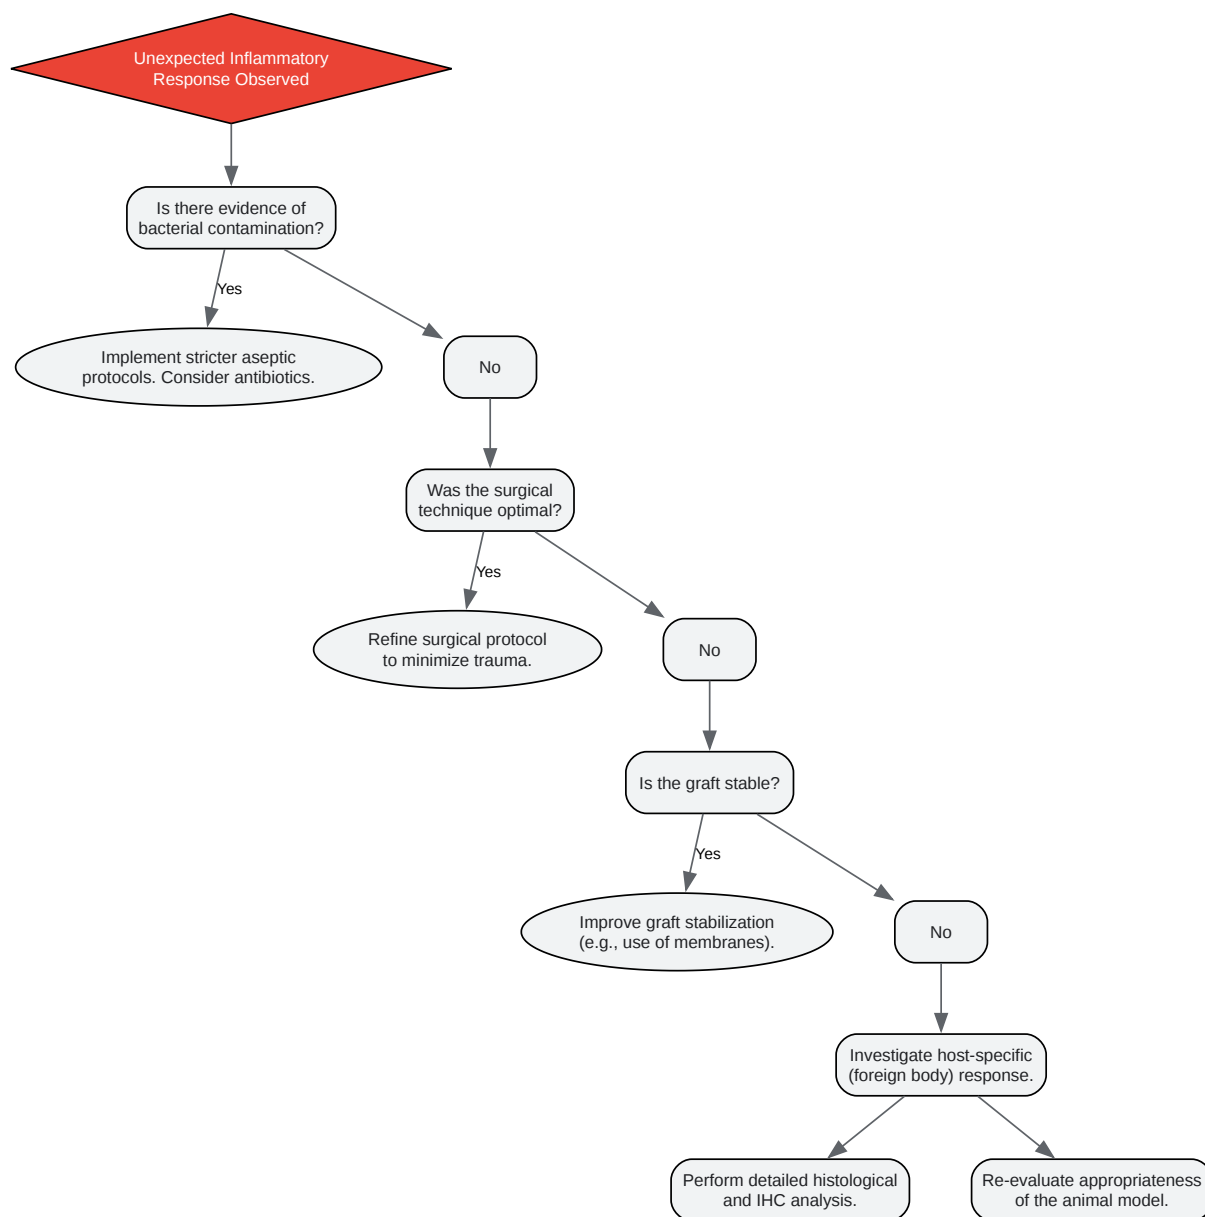 Unexpected Inflammatory
Response Observed
Is there evidence of
bacterial contamination?
Yes
Implement stricter aseptic
protocols. Consider antibiotics.
No
Was the surgical
technique optimal?
Yes
Refine surgical protocol
to minimize trauma.
No
Is the graft stable?
Yes
Improve graft stabilization
(e.g., use of membranes).
No
Investigate host-specific
(foreign body) response.
Perform detailed histological
and IHC analysis.
Re-evaluate appropriateness
of the animal model.